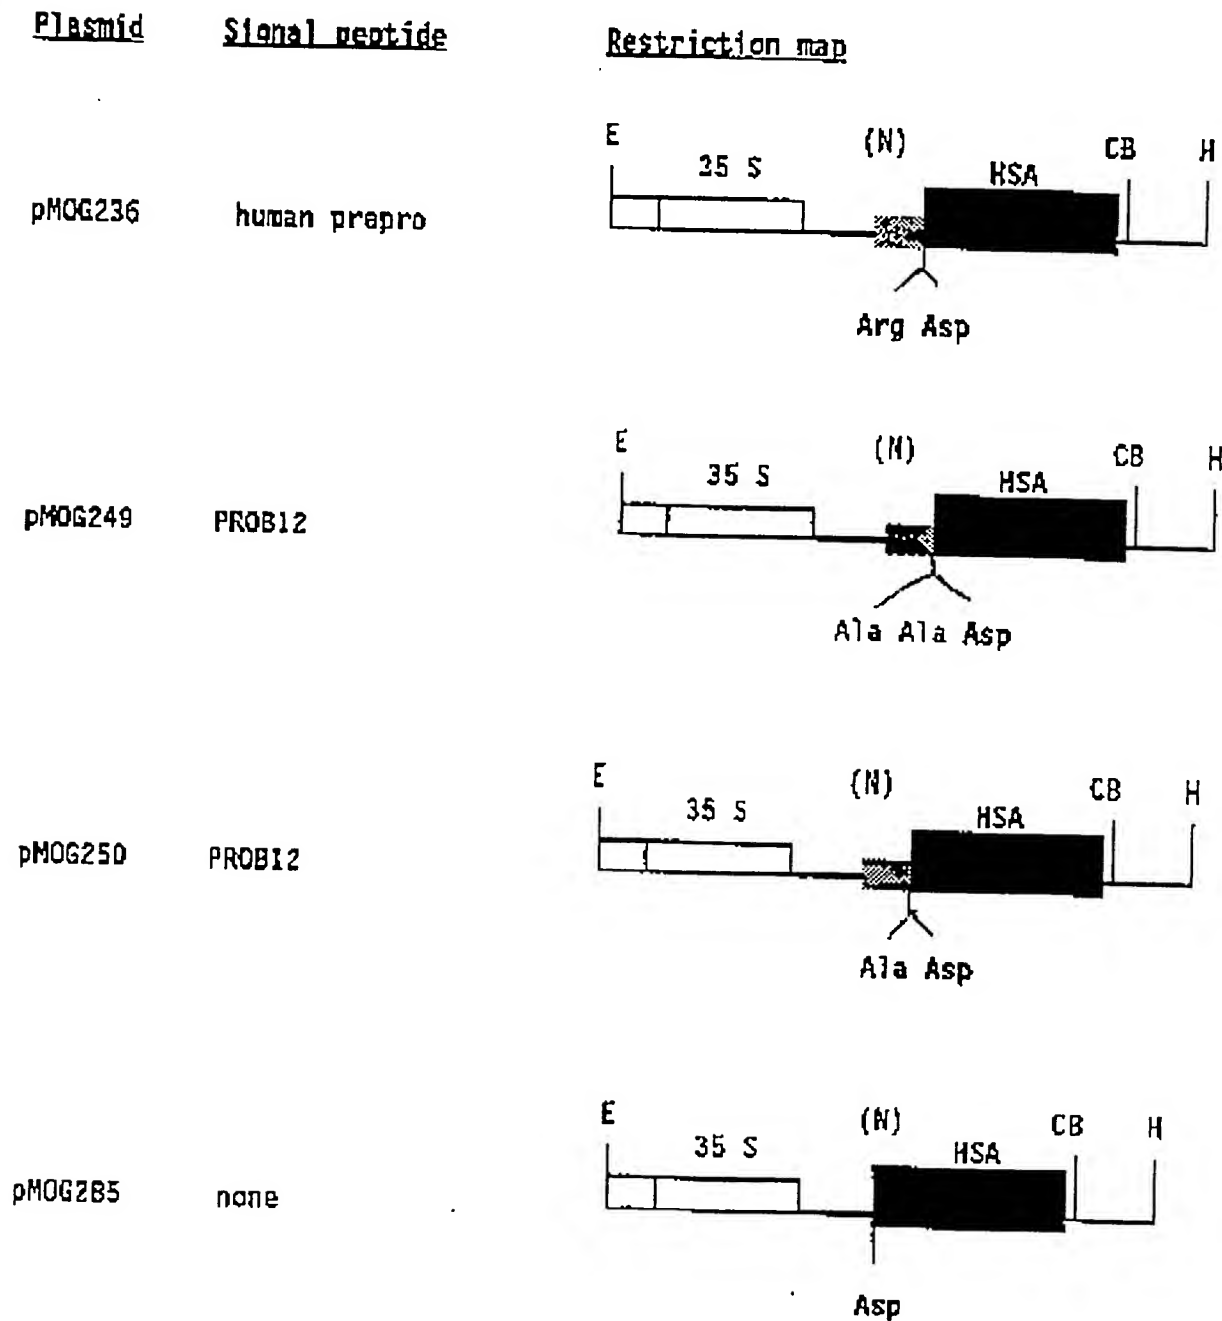 Plasmid Signal peptide Restriction map
E (N) CB H
35 S HSA
pMOG236 human prepro
Arg Asp
E (N) CB H
35 S HSA
pMOG249 PROB12
Ala Ala Asp
E (N) CB H
35 S HSA
pMOG250 PROB12
Ala Asp
E (N) CB H
35 S HSA
pMOG285 none
Asp